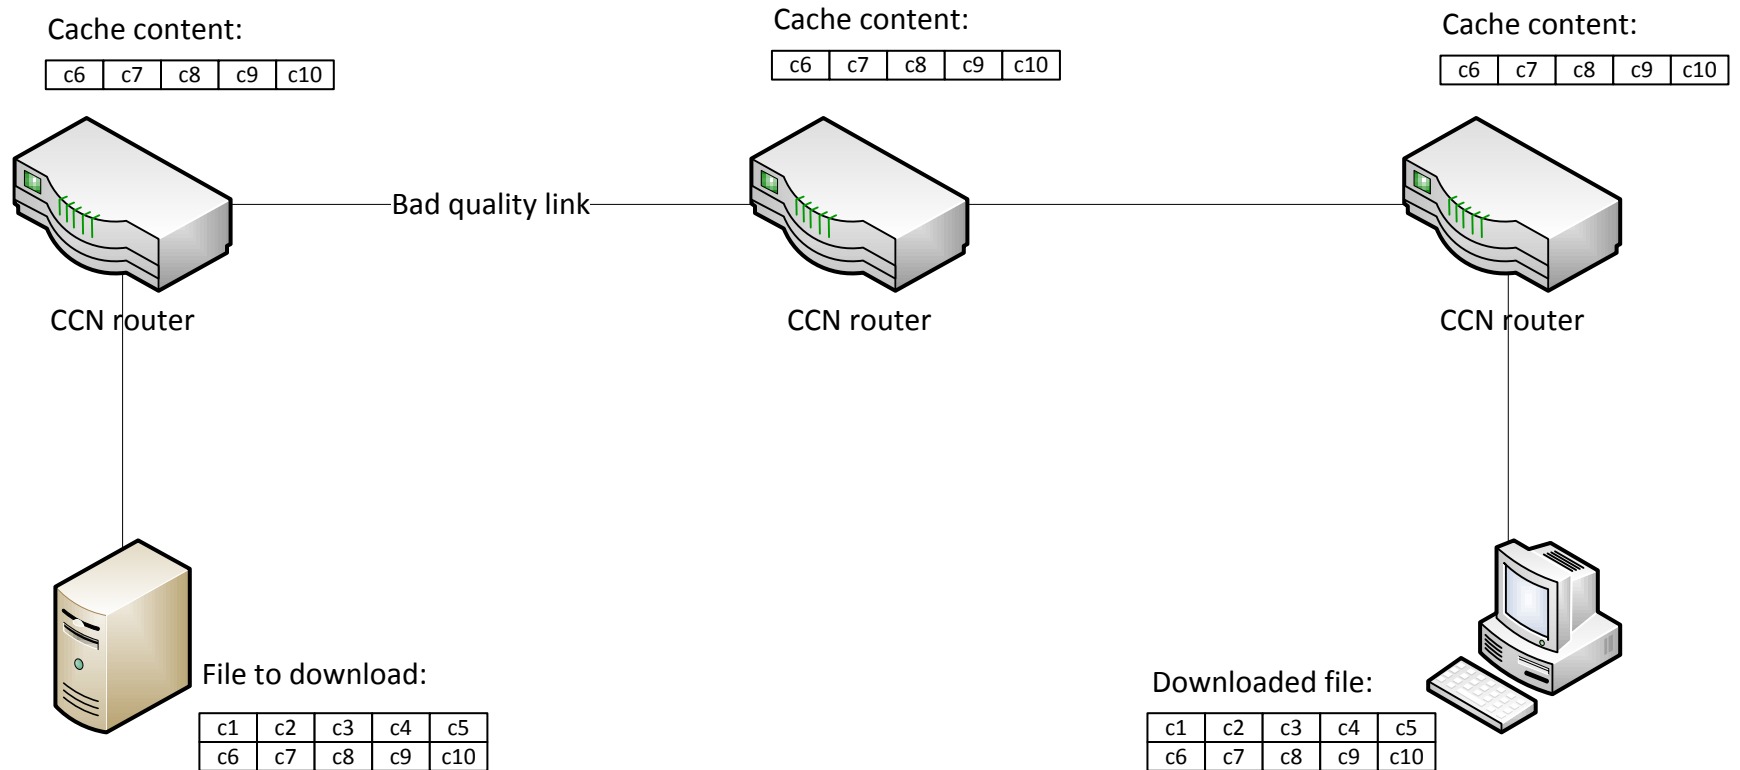 Cache content:
c6 c7 c8 c9 c10
Cache content:
c6 c7 c8 c9 c10
Cache content:
c6 c7 c8 c9 c10
Bad quality link
CCN router
CCN router
CCN router
File to download:
c1 c2 c3 c4 c5
c6 c7 c8 c9 c10
Downloaded file:
c1 c2 c3 c4 c5
c6 c7 c8 c9 c10